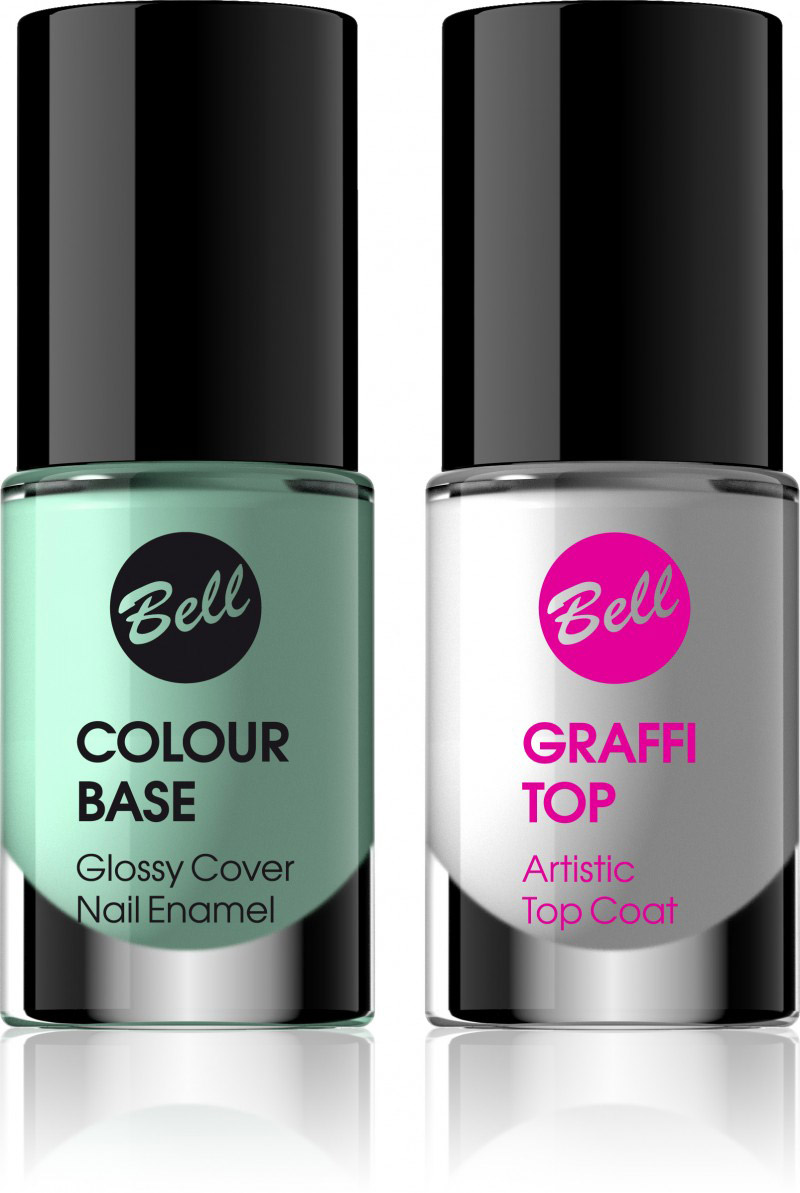 Bell
COLOUR
BASE
Glossy Cover
Nail Enamel
Bell
GRAFFI
TOP
Artistic
Top Coat